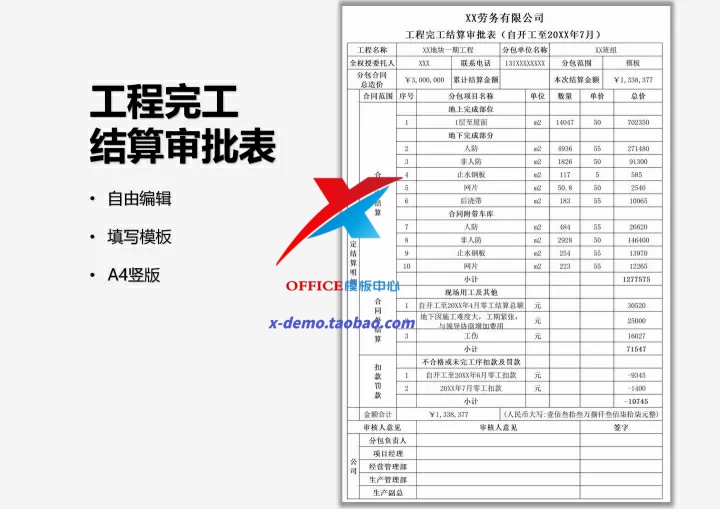 工程完工
结算审批表
• 自由编辑
• 填写模板
• A4竖版
OFFICE模板中心
x-demo.taobao.com
XX劳务有限公司
工程完工结算审批表（自开工至20XX年7月）
工程名称 XX地块一期工程 分包单位名称 XX班组
全权授委托人 XXX 联系电话 131XXXXXXXX 分包范围 模板
分包合同总造价 ￥3,000,000 累计结算金额 本次结算金额 ￥1,338,377
合同范围 序号 分包项目名称 单位 数量 单价 总价
地上完成部位
1 1层至屋面 m2 14047 50 702350
地下完成部分
2 人防 m2 4936 55 271480
3 非人防 m2 1826 50 91300
4 止水钢板 m2 117 5 585
5 网片 m2 50.8 50 2540
6 后浇带 m2 183 55 10065
合同附带车库
7 人防 m2 484 55 26620
8 非人防 m2 2928 50 146400
9 止水钢板 m2 254 55 13970
10 网片 m2 223 55 12265
小计 1277575
现场用工及其他
1 自开工至20XX年4月零工结算总额 元 30520
地下因施工难度大，工期紧张，
与领导协商增加费用 元 25000
3 工伤 元 16027
小计 71547
不合格或未完工序扣款及罚款
1 自开工至20XX年6月零工扣款 元 -9345
2 20XX年7月零工扣款 元 -1400
小计 -10745
合
结算
定结算明细
合同
结算
扣款罚款
金额合计 ￥1,338,377 (人民币大写:壹佰叁拾叁万捌仟叁佰柒拾柒元整)
审核人意见 审核人意见 签字
公司
分包负责人
项目经理
经营管理部
生产管理部
生产副总